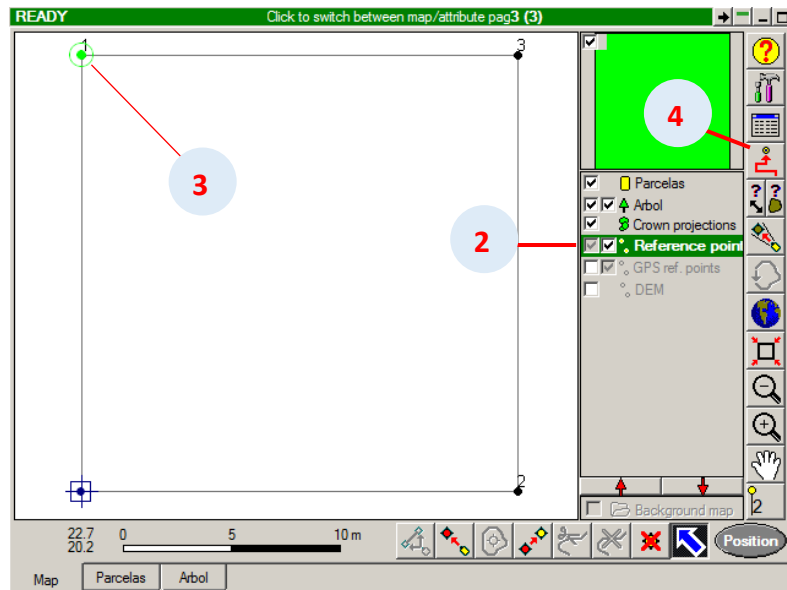 READY
Click to switch between map/attribute pag3 (3)
1
3
4
3
2
Parcelas
Arbol
Crown projections
Reference point
GPS ref. points
DEM
2
Background map
? ?
?
2
22.7
20.2
0 5 10 m
Position
Map Parcelas Arbol